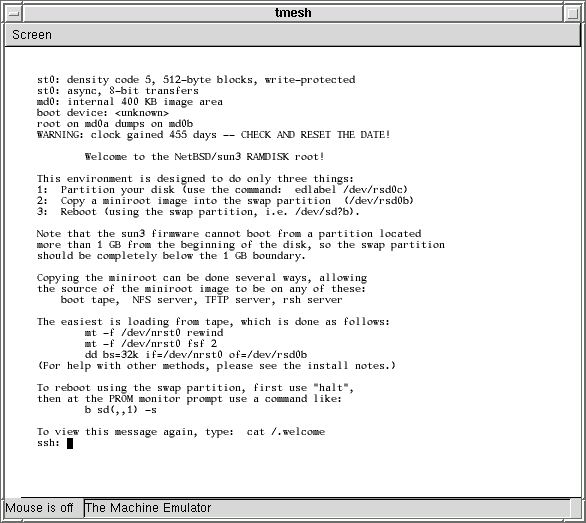 tmesh
Screen
st0: density code 5, 512-byte blocks, write-protected
st0: async, 8-bit transfers
md0: internal 400 KB image area
boot device: <unknown>
root on md0a dumps on md0b
WARNING: clock gained 455 days -- CHECK AND RESET THE DATE!
Welcome to the NetBSD/sun3 RAMDISK root!
This environment is designed to do only three things:
1:  Partition your disk (use the command:  edlabel /dev/rsd0c)
2:  Copy a miniroot image into the swap partition  (/dev/rsd0b)
3:  Reboot (using the swap partition, i.e. /dev/sd?b).
Note that the sun3 firmware cannot boot from a partition located
more than 1 GB from the beginning of the disk, so the swap partition
should be completely below the 1 GB boundary.
Copying the miniroot can be done several ways, allowing
the source of the miniroot image to be on any of these:
boot tape,  NFS server, TFTP server, rsh server
The easiest is loading from tape, which is done as follows:
mt -f /dev/nrst0 rewind
mt -f /dev/nrst0 fsf 2
dd bs=32k if=/dev/nrst0 of=/dev/rsd0b
(For help with other methods, please see the install notes.)
To reboot using the swap partition, first use "halt",
then at the PROM monitor prompt use a command like:
b sd(,,1) -s
To view this message again, type:  cat /.welcome
ssh:
Mouse is off The Machine Emulator